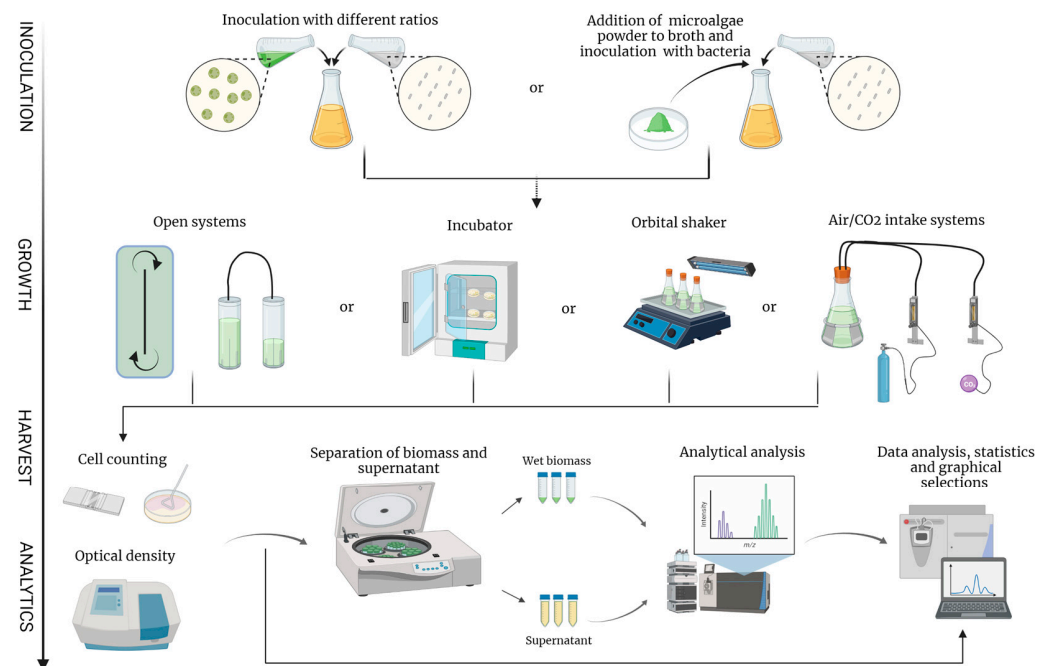 INOCULATION
Inoculation with different ratios
or
Addition of microalgae
powder to broth and
inoculation with bacteria
GROWTH
Open systems
or
Incubator
or
Orbital shaker
or
Air/CO2 intake systems
CO₂
HARVEST
Cell counting
Separation of biomass and
supernatant
Wet biomass
Supernatant
Analytical analysis
Intensity
m/z
Data analysis, statistics
and graphical
selections
ANALYTICS
Optical density